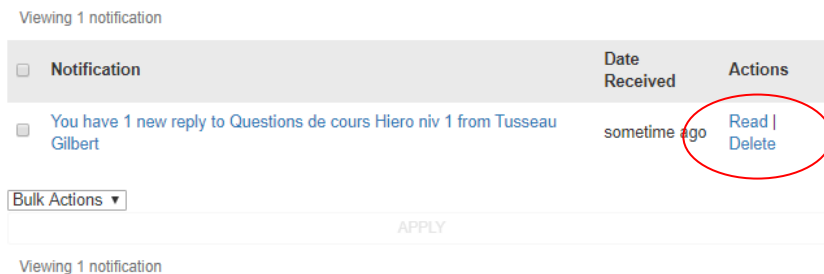 Viewing 1 notification
Notification
Date
Received
Actions
You have 1 new reply to Questions de cours Hiero niv 1 from Tusseau
Gilbert
sometime ago
Read |
Delete
Bulk Actions ▼
APPLY
Viewing 1 notification